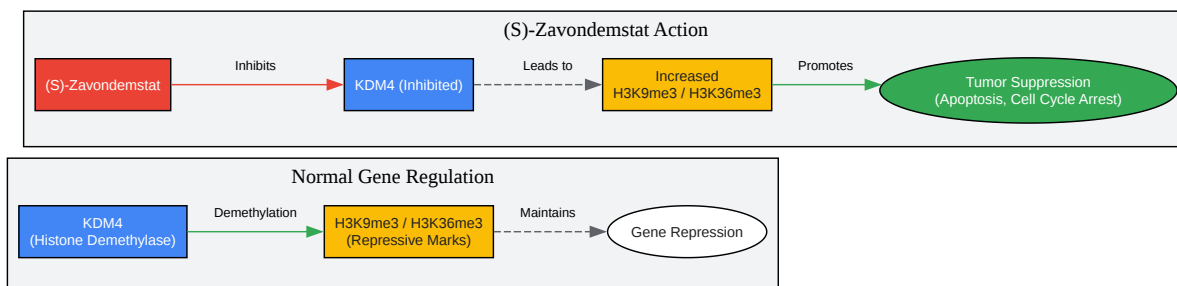 (S)-Zavondemstat Action
(S)-Zavondemstat
Inhibits
KDM4 (Inhibited)
Leads to
Increased
H3K9me3 / H3K36me3
Promotes
Tumor Suppression
(Apoptosis, Cell Cycle Arrest)
Normal Gene Regulation
KDM4
(Histone Demethylase)
Demethylation
H3K9me3 / H3K36me3
(Repressive Marks)
Maintains
Gene Repression